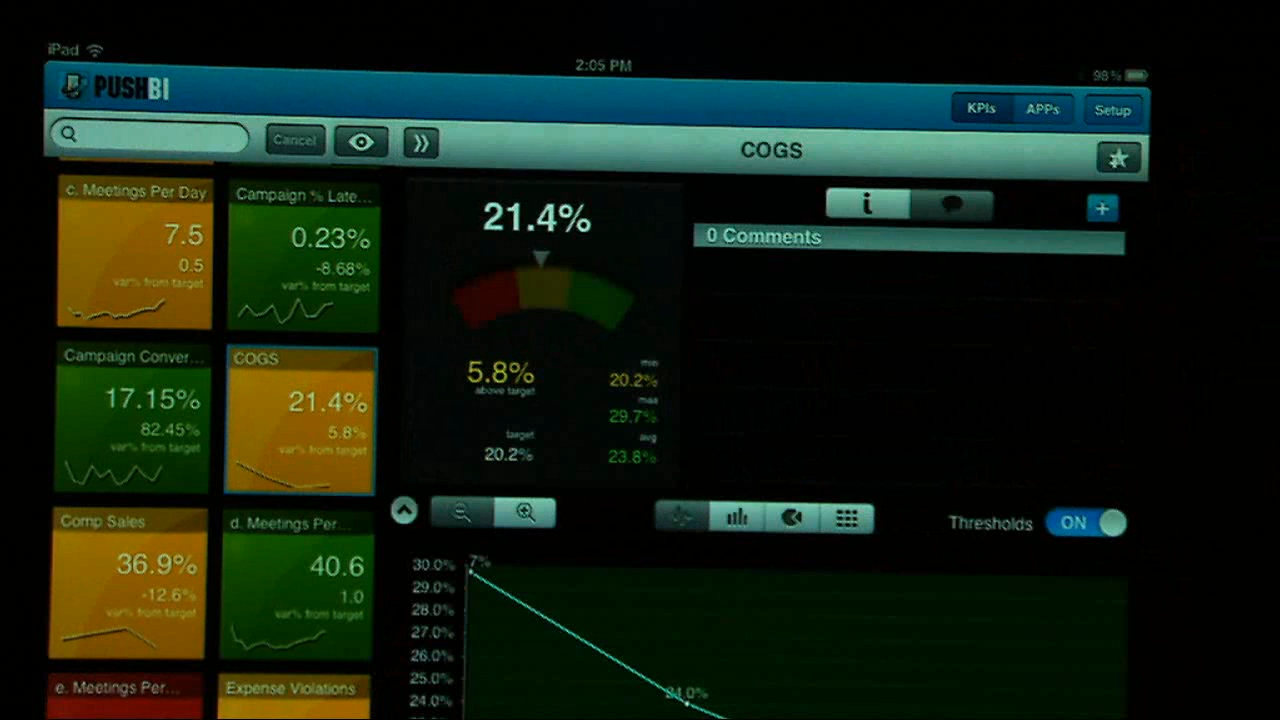 iPad
2:05 PM
98%
PUSHBI
KPIs APPs Setup
Cancel
COGS
c. Meetings Per Day
7.5
0.5
var% from target
Campaign % Late...
0.23%
-8.68%
var% from target
Campaign Conver...
17.15%
82.45%
var% from target
COGS
21.4%
5.8%
var% from target
Comp Sales
36.9%
-12.6%
var% from target
d. Meetings Per...
40.6
1.0
var% from target
e. Meetings Per...
Expense Violations
21.4%
5.8%
above target
min
20.2%
max
29.7%
target
20.2%
avg
23.8%
i
0 Comments
Thresholds ON
30.0%
7%
29.0%
28.0%
27.0%
26.0%
25.0%
24.0%
24.0%